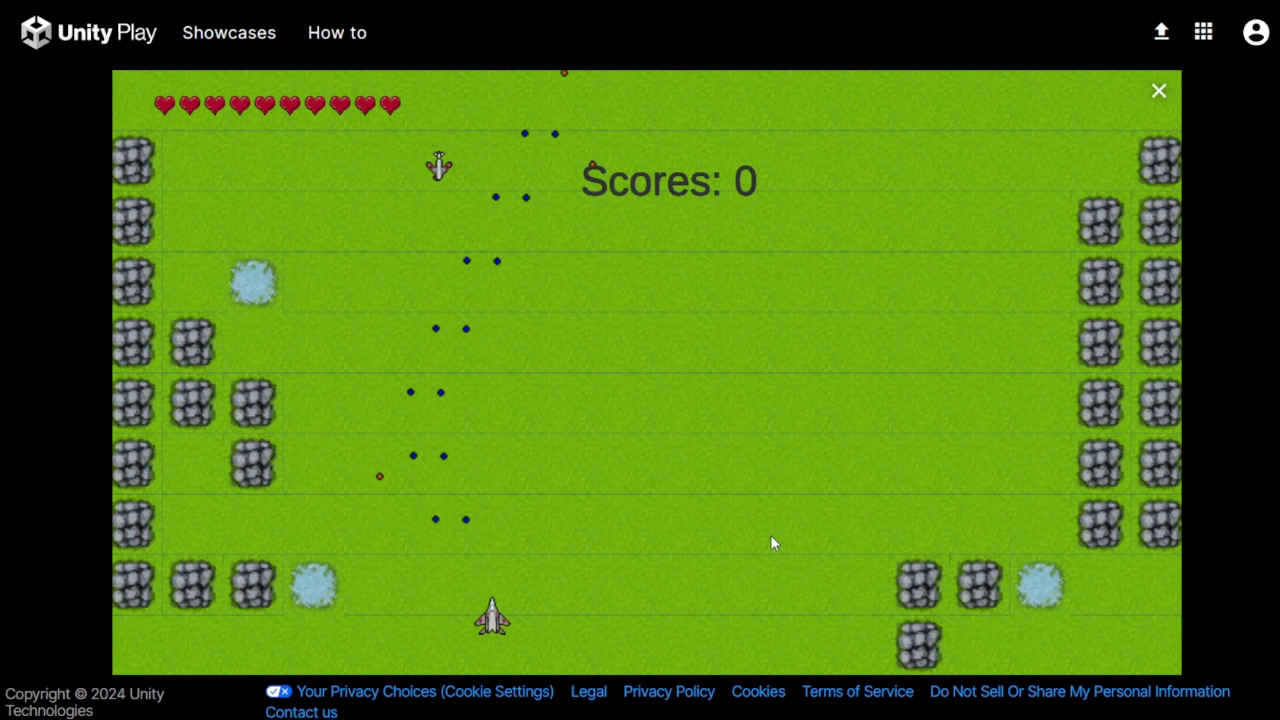 Unity Play Showcases How to
Scores: 0
Copyright © 2024 Unity
Technologies
Your Privacy Choices (Cookie Settings) Legal Privacy Policy Cookies Terms of Service Do Not Sell Or Share My Personal Information
Contact us